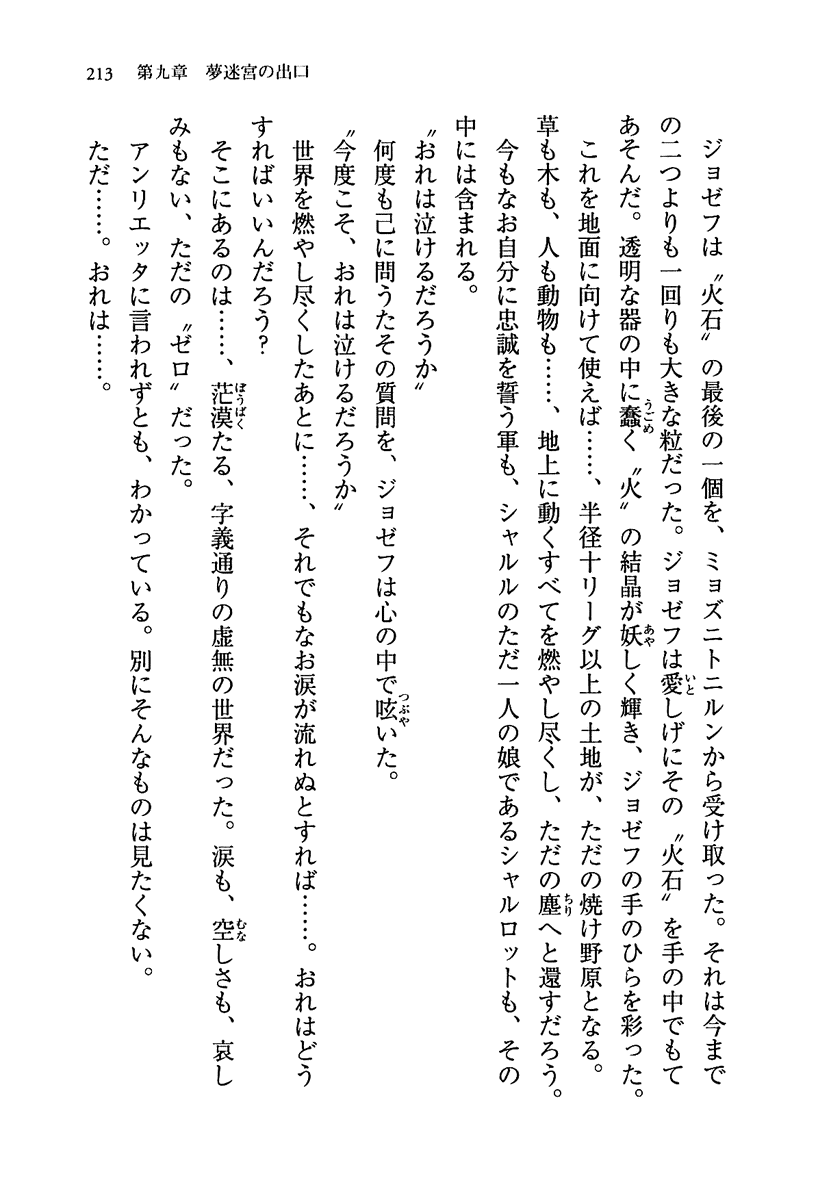 213 第九章 夢迷宮の出口
ジョゼフは〝火石〟の最後の一個を、ミョズニトニルンから受け取った。それは今まで
の二つよりも一回りも大きな粒だった。ジョゼフは愛しげにその〝火石〟を手の中でもて
あそんだ。透明な器の中に蠢く〝火〟の結晶が妖しく輝き、ジョゼフの手のひらを彩った。
これを地面に向けて使えば……、半径十リーグ以上の土地が、ただの焼け野原となる。
草も木も、人も動物も……、地上に動くすべてを燃やし尽くし、ただの塵へと還すだろう。
今もなお自分に忠誠を誓う軍も、シャルルのただ一人の娘であるシャルロットも、その
中には含まれる。
〝おれは泣けるだろうか〟
何度も己に問うたその質問を、ジョゼフは心の中で呟いた。
〝今度こそ、おれは泣けるだろうか〟
世界を燃やし尽くしたあとに……、それでもなお涙が流れぬとすれば……。おれはどう
すればいいんだろう?
そこにあるのは……、茫漠たる、字義通りの虚無の世界だった。涙も、空しさも、哀し
みもない、ただの〝ゼロ〟だった。
アンリエッタに言われずとも、わかっている。別にそんなものは見たくない。
ただ……。おれは……。